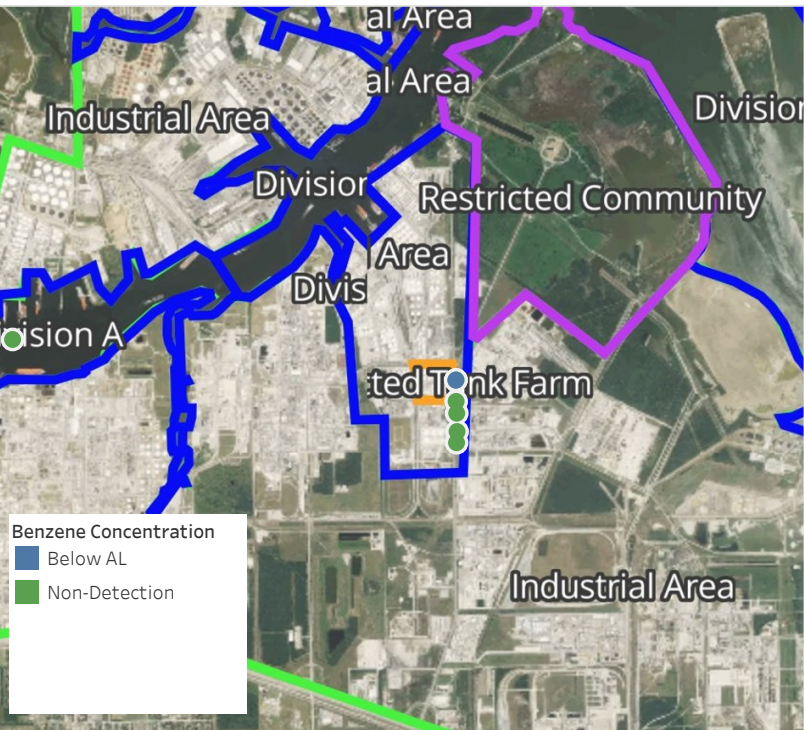 al Area
al Area
Division
Industrial Area
Division
Restricted Community
Area
Divis
ision A
ted Tank Farm
Benzene Concentration
Below AL
Non-Detection
Industrial Area